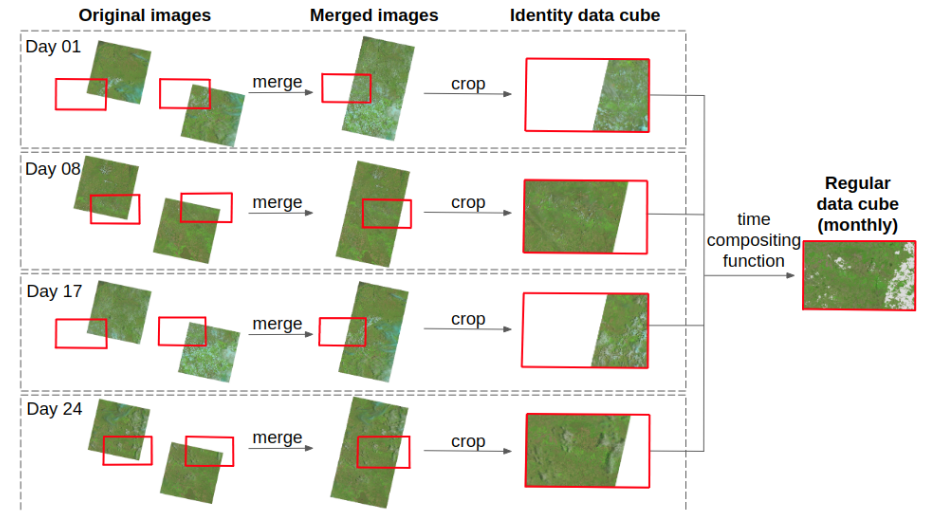 Original images
Merged images
Identity data cube
Day 01
merge
crop
Day 08
merge
crop
Day 17
merge
crop
Day 24
merge
crop
time
compositing
function
Regular
data cube
(monthly)